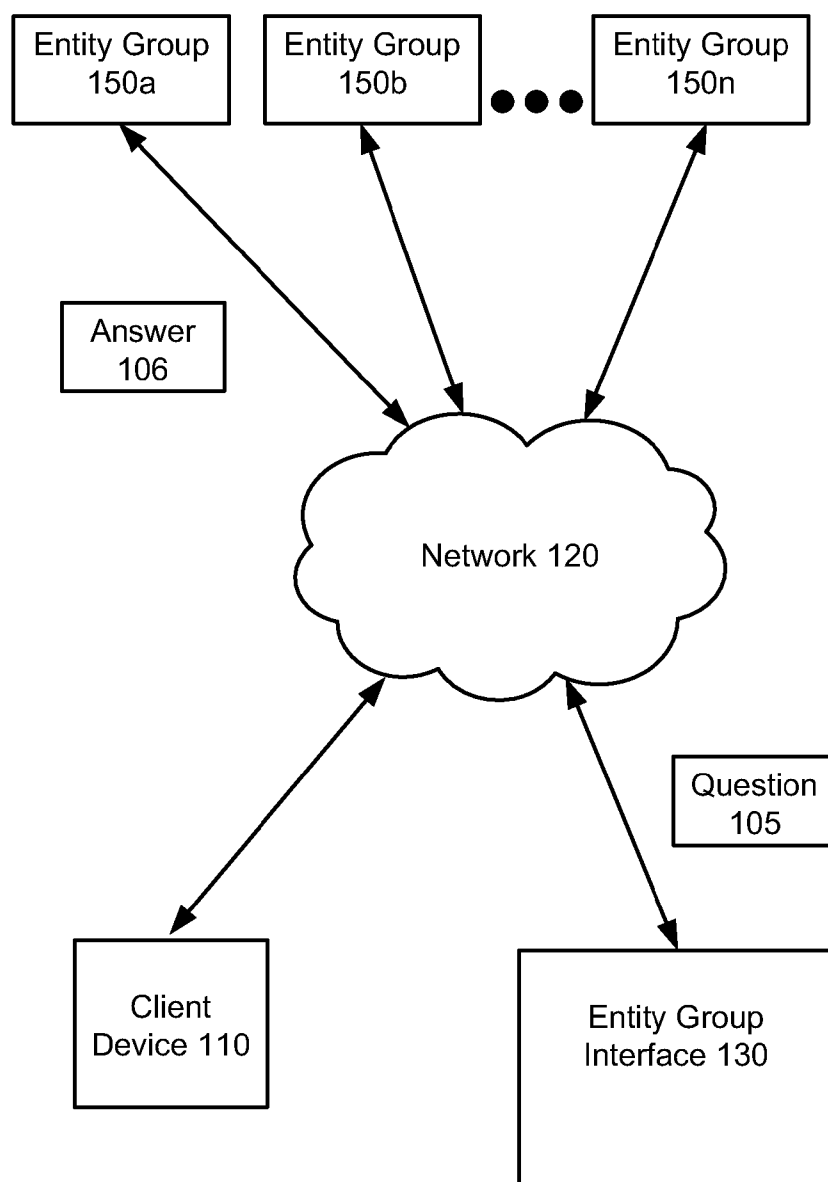 Entity Group
150a
Entity Group
150b
Entity Group
150n
Answer
106
Network 120
Question
105
Client
Device 110
Entity Group
Interface 130